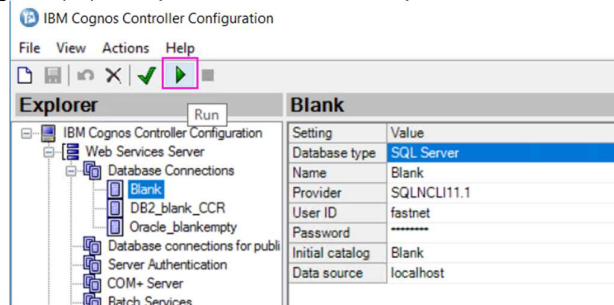 IBM Cognos Controller Configuration
File View Actions Help
Run
Explorer
IBM Cognos Controller Configuration
Web Services Server
Database Connections
Blank
DB2_blank_CCR
Oracle_blankempty
Database connections for publi
Server Authentication
COM+ Server
Batch Services
Blank
Setting Value
Database type SQL Server
Name Blank
Provider SQLNCLI11.1
User ID fastnet
Password ********
Initial catalog Blank
Data source localhost